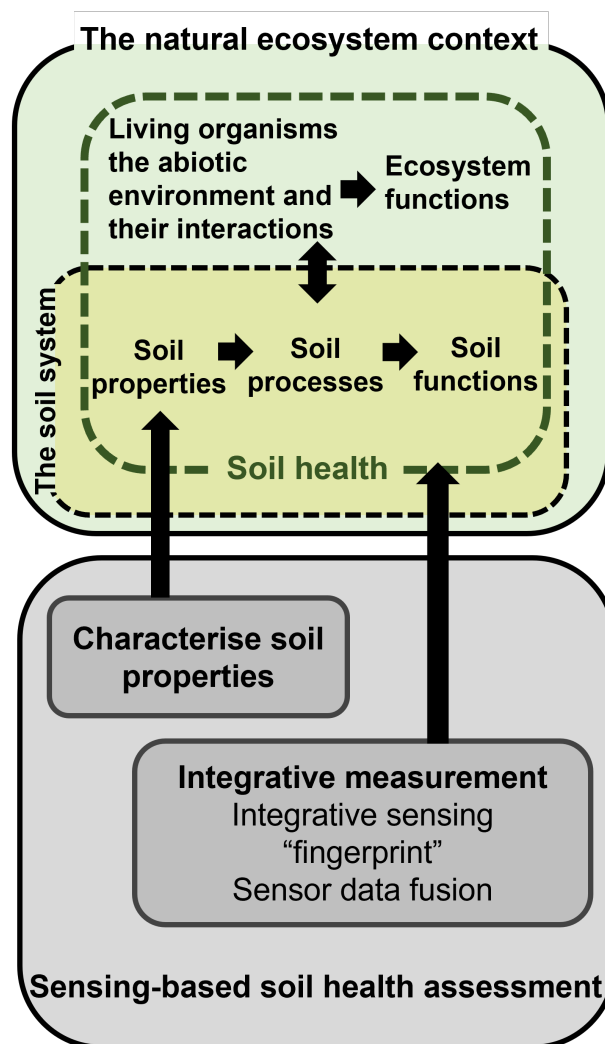 The natural ecosystem context
Living organisms
the abiotic
environment and
their interactions
Ecosystem
functions
The soil system
Soil
properties
Soil
processes
Soil
functions
Soil health
Characterise soil
properties
Integrative measurement
Integrative sensing
“fingerprint”
Sensor data fusion
Sensing-based soil health assessment